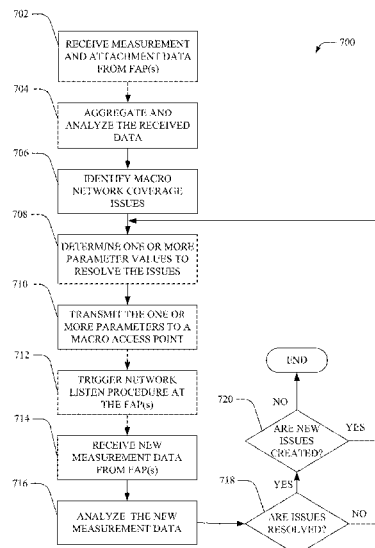 702
RECEIVE MEASUREMENT
AND ATTACHMENT DATA
FROM FAP(s)
700
704
AGGREGATE AND
ANALYZE THE RECEIVED
DATA
706
IDENTIFY MACRO
NETWORK COVERAGE
ISSUES
708
DETERMINE ONE OR MORE
PARAMETER VALUES TO
RESOLVE THE ISSUES
710
TRANSMIT THE ONE OR
MORE PARAMETERS TO A
MACRO ACCESS POINT
712
TRIGGER NETWORK
LISTEN PROCEDURE AT
THE FAP(s)
714
RECEIVE NEW
MEASUREMENT DATA
FROM FAP(s)
716
ANALYZE THE NEW
MEASUREMENT DATA
END
NO
720
YES
ARE NEW
ISSUES
CREATED?
YES
718
NO
ARE ISSUES
RESOLVED?